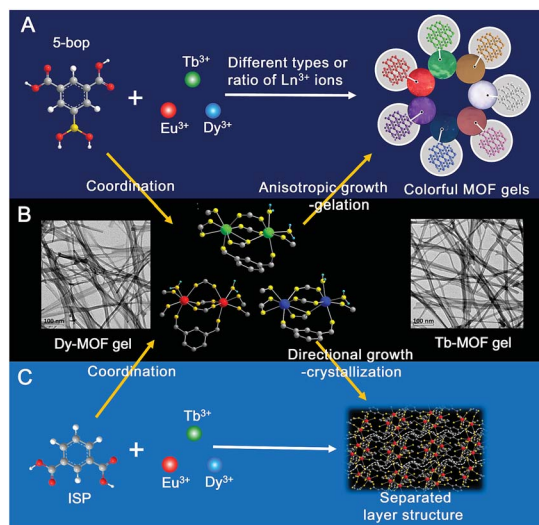 A
5-bop
Tb3+
Different types or
ratio of Ln3+ ions
Eu3+
Dy3+
Coordination
Anisotropic growth
-gelation
Colorful MOF gels
B
100 nm
100 nm
Dy-MOF gel
Tb-MOF gel
Coordination
Directional growth
-crystallization
C
Tb3+
ISP
Eu3+
Dy3+
Separated
layer structure